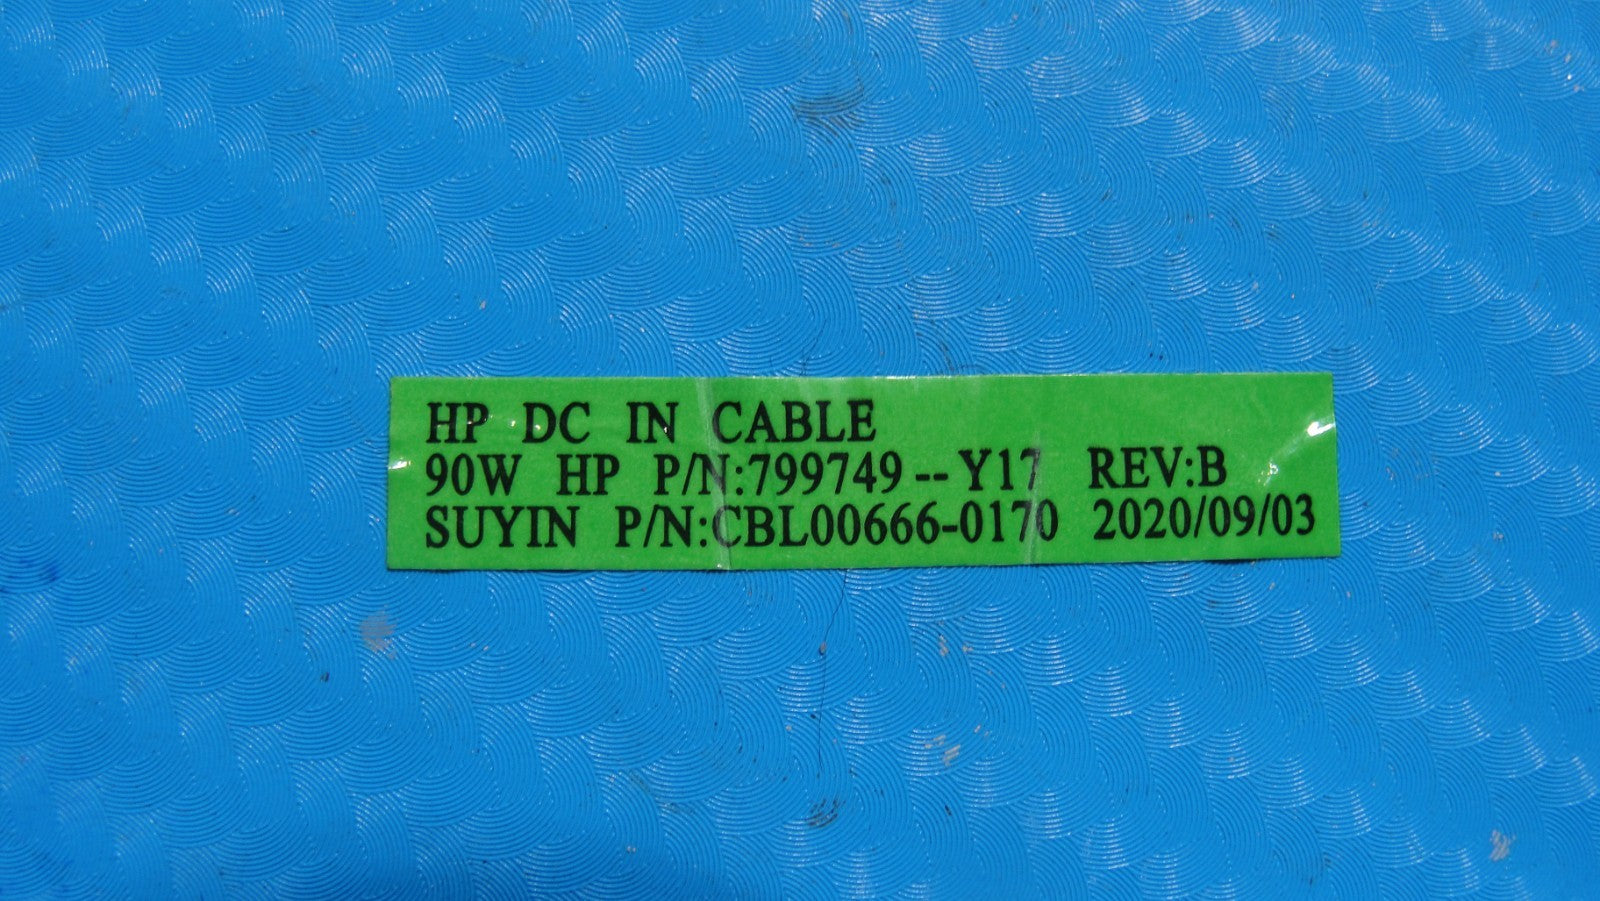 HP DC IN CABLE
90W HP P/N:799749--Y17 REV:B
SUYIN P/N:CBL00666-0170 2020/09/03